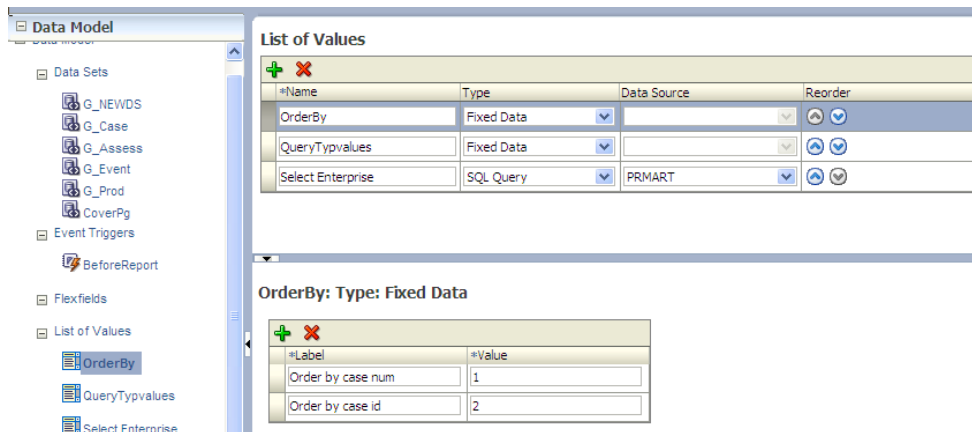 Data Model
Data Model
Data Sets
G_NEWDS
G_Case
G_Assess
G_Event
G_Prod
CoverPg
Event Triggers
BeforeReport
Flexfields
List of Values
OrderBy
QueryTypvalues
Select Enterprise
List of Values
*Name Type Data Source Reorder
OrderBy Fixed Data
QueryTypvalues Fixed Data
Select Enterprise SQL Query PRMART
OrderBy: Type: Fixed Data
*Label *Value
Order by case num 1
Order by case id 2